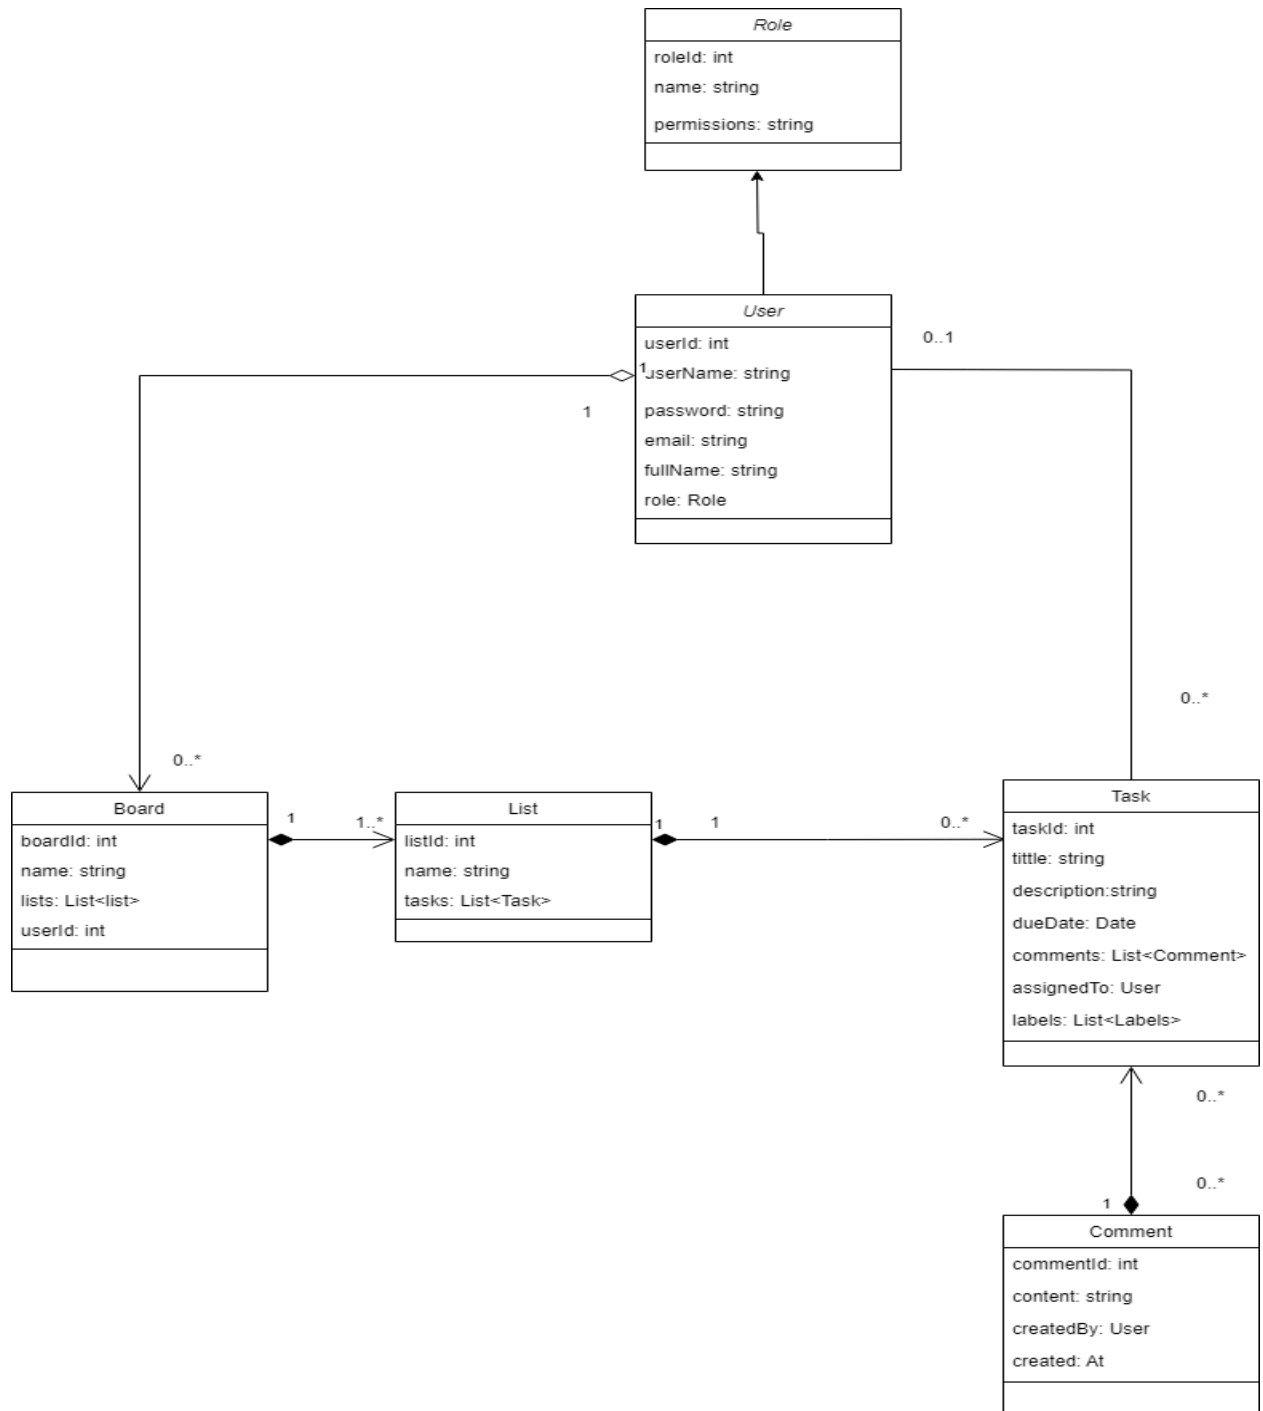 Role
roleId: int
name: string
permissions: string
User
userId: int
userName: string
password: string
email: string
fullName: string
role: Role
1
1
0..1
0..*
0..*
Board
boardId: int
name: string
lists: List<list>
userId: int
1
1..*
List
listId: int
name: string
tasks: List<Task>
1
1
0..*
Task
taskId: int
tittle: string
description:string
dueDate: Date
comments: List<Comment>
assignedTo: User
labels: List<Labels>
0..*
0..*
1
Comment
commentId: int
content: string
createdBy: User
created: At